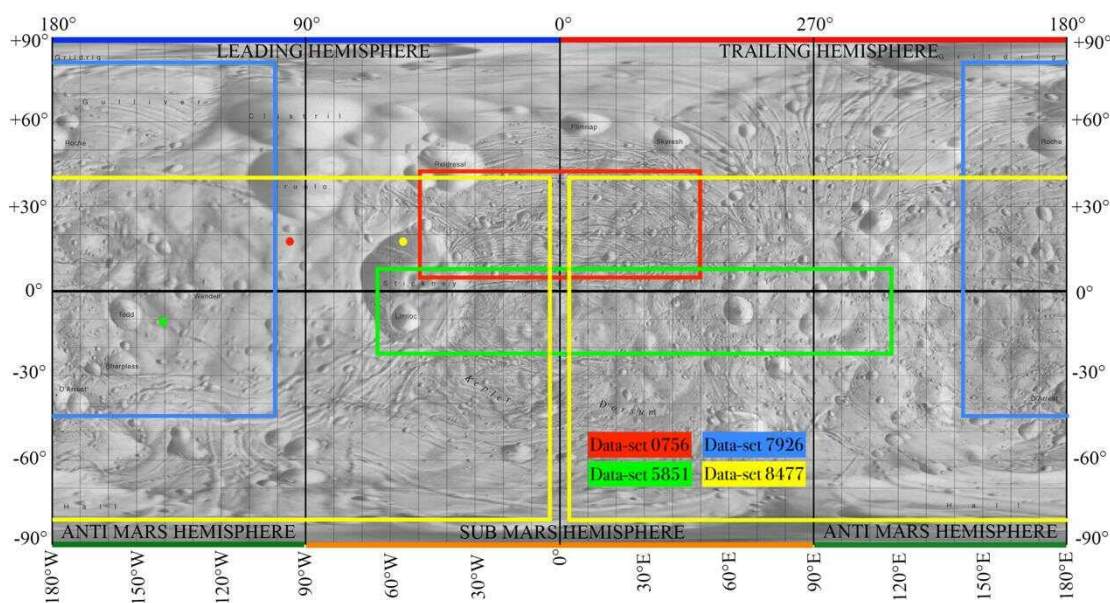 180° 90° 0° 270° 180°
+90° LEADING HEMISPHERE TRAILING HEMISPHERE +90°
Grildrig
Gulliver
Clustril
+60° Flimnap +60°
Roche Skyresh Roche
Reldresal
+30° +30°
0° Stickney 0°
Wendell
Todd Limtoc
-30° Sharpless -30°
D'Arrest Kepler Dorsum D'Arrest
Data-set 0756 Data-set 7926
-60° Data-set 5851 Data-set 8477 -60°
Hall Hall
-90° ANTI MARS HEMISPHERE SUB MARS HEMISPHERE ANTI MARS HEMISPHERE -90°
180°W 150°W 120°W 90°W 60°W 30°W 0° 30°E 60°E 90°E 120°E 150°E 180°E